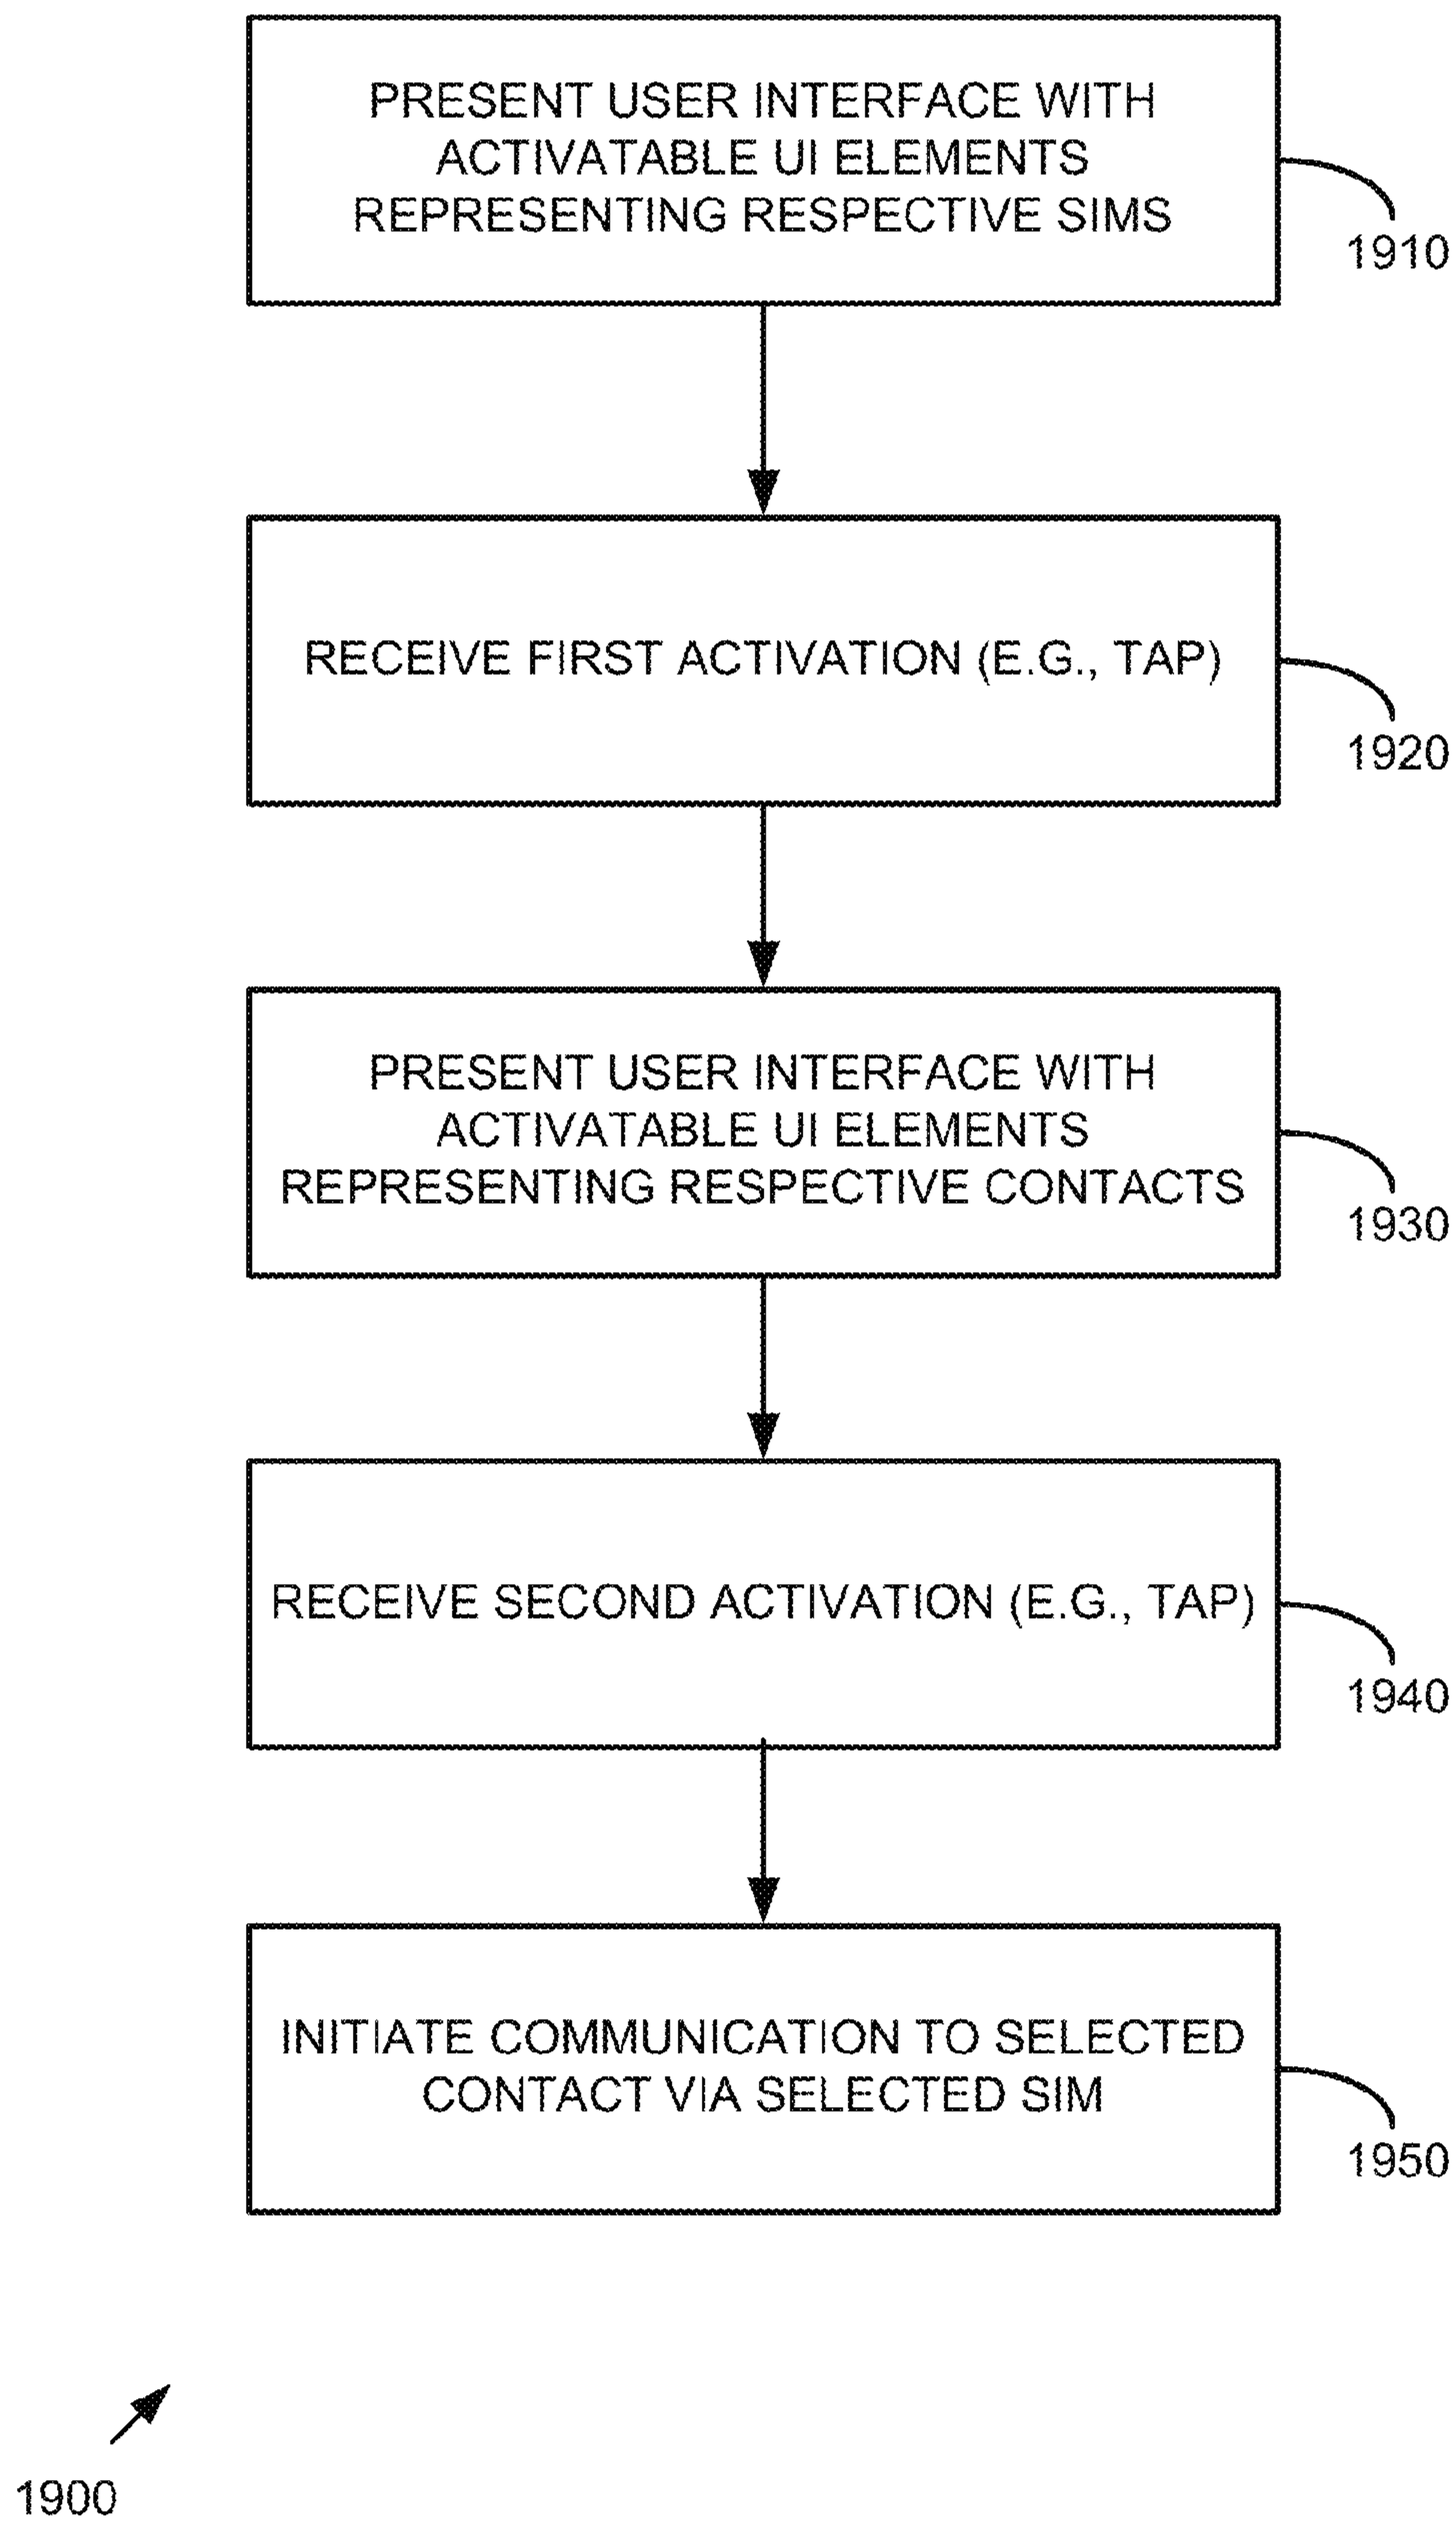 PRESENT USER INTERFACE WITH
ACTIVATABLE UI ELEMENTS
REPRESENTING RESPECTIVE SIMS
1910
RECEIVE FIRST ACTIVATION (E.G., TAP)
1920
PRESENT USER INTERFACE WITH
ACTIVATABLE UI ELEMENTS
REPRESENTING RESPECTIVE CONTACTS
1930
RECEIVE SECOND ACTIVATION (E.G., TAP)
1940
INITIATE COMMUNICATION TO SELECTED
CONTACT VIA SELECTED SIM
1950
1900